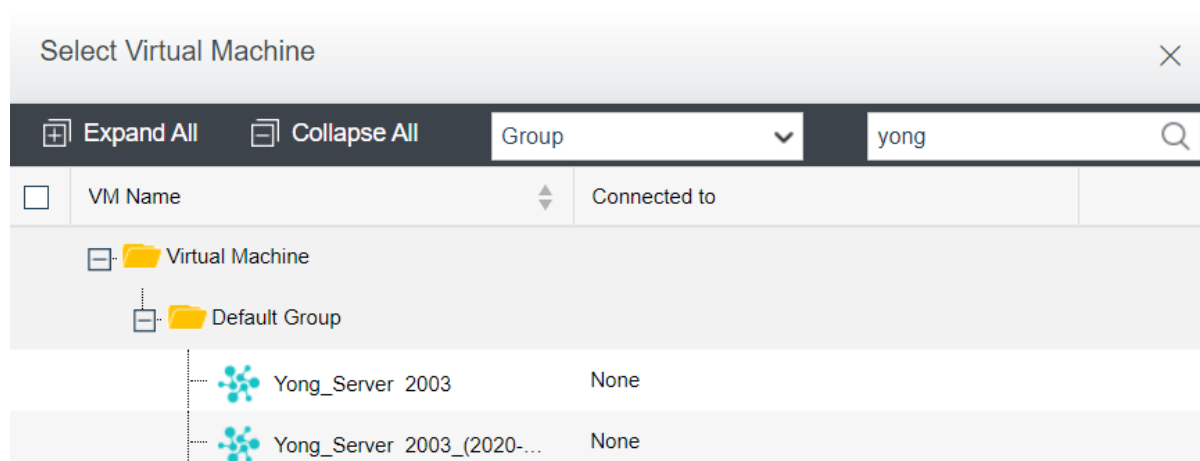 Select Virtual Machine
Expand All Collapse All Group yong
VM Name Connected to
Virtual Machine
Default Group
Yong_Server 2003 None
Yong_Server 2003_(2020-... None